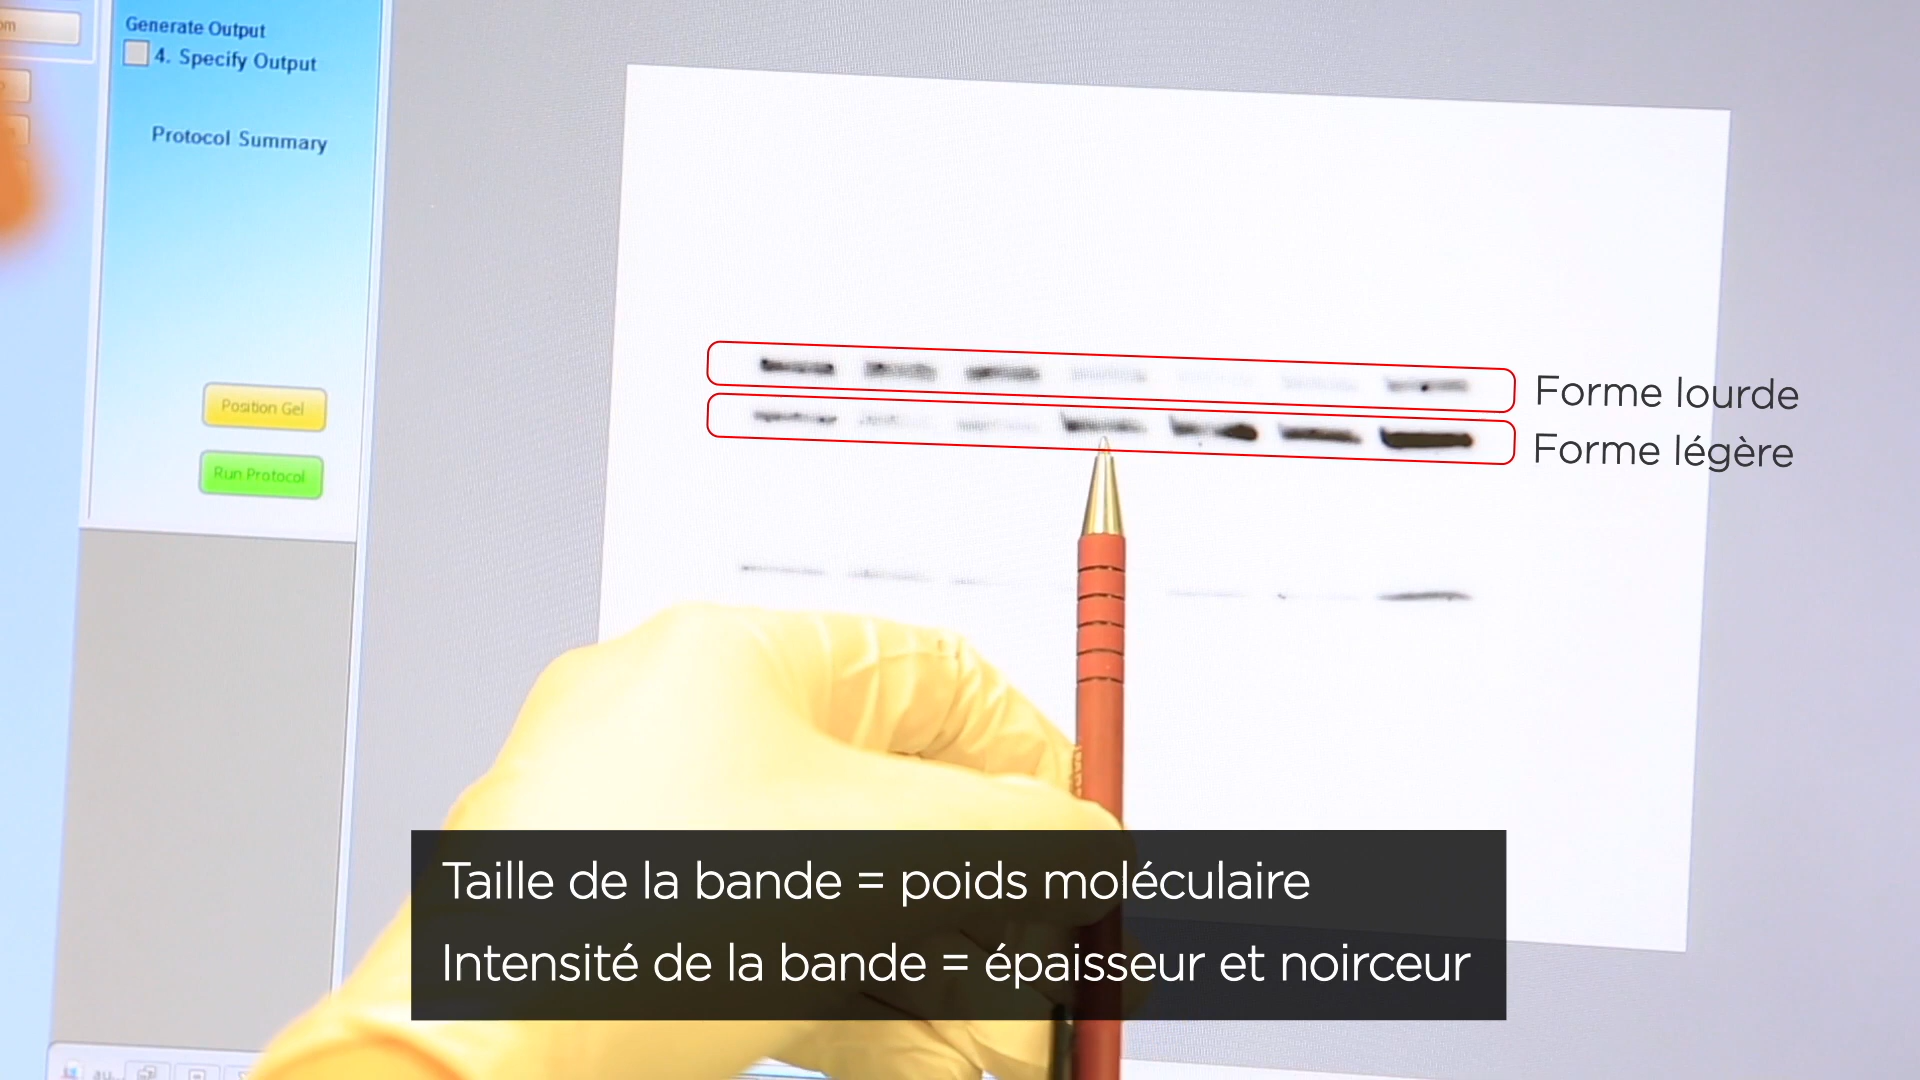 Generate Output
4. Specify Output
Protocol Summary
Position Gel
Run Protocol
Forme lourde
Forme légère
Taille de la bande = poids moléculaire
Intensité de la bande = épaisseur et noirceur